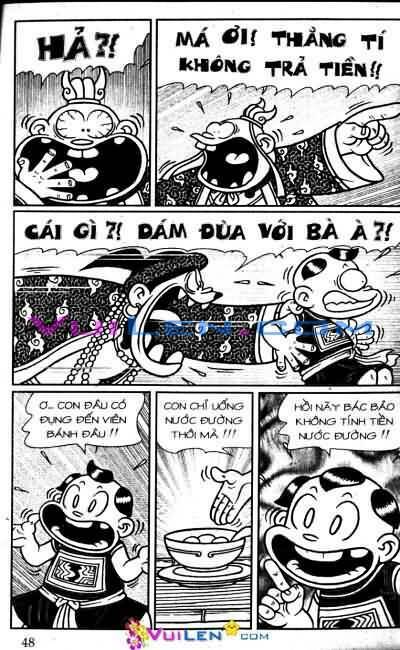 HẢ?!
MÁ ƠI! THẰNG TÍ
KHÔNG TRẢ TIỀN!!
CÁI GÌ?! DÁM ĐÙA VỚI BÀ À?!
VUILEN.COM
Ơ... CON ĐÂU CÓ
ĐỤNG ĐẾN VIÊN
BÁNH ĐÂU!!!
CON CHỈ UỐNG
NƯỚC ĐƯỜNG
THÔI MÀ!!!
HỒI NÃY BÁC BẢO
KHÔNG TÍNH TIỀN
NƯỚC ĐƯỜNG!!
48
VUILEN.COM